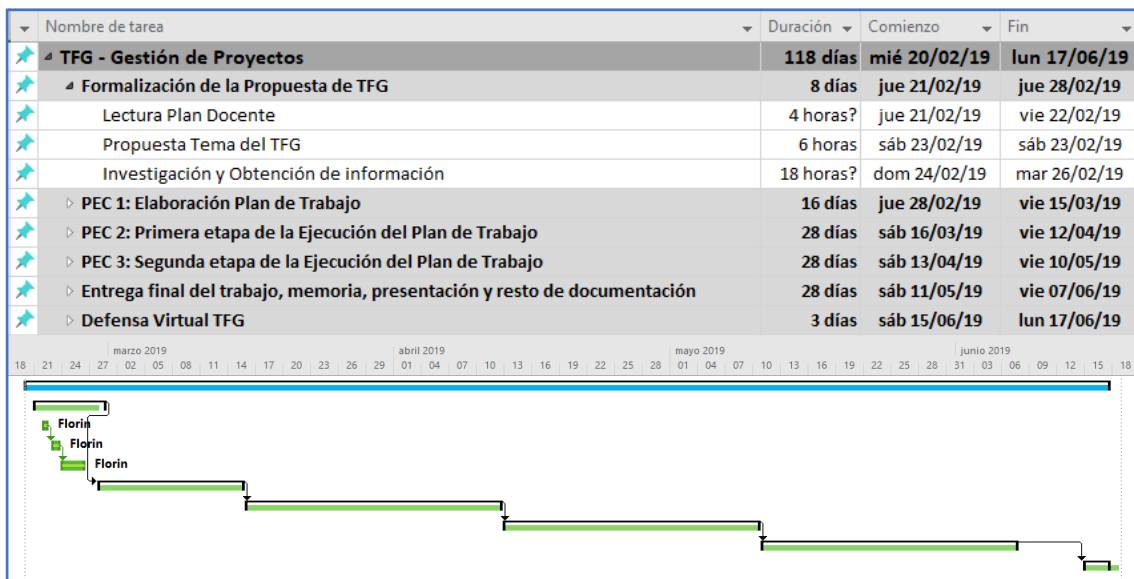 Nombre de tarea Duración Comienzo Fin
TFG - Gestión de Proyectos 118 días mié 20/02/19 lun 17/06/19
Formalización de la Propuesta de TFG 8 días jue 21/02/19 jue 28/02/19
Lectura Plan Docente 4 horas? jue 21/02/19 vie 22/02/19
Propuesta Tema del TFG 6 horas sáb 23/02/19 sáb 23/02/19
Investigación y Obtención de información 18 horas? dom 24/02/19 mar 26/02/19
PEC 1: Elaboración Plan de Trabajo 16 días jue 28/02/19 vie 15/03/19
PEC 2: Primera etapa de la Ejecución del Plan de Trabajo 28 días sáb 16/03/19 vie 12/04/19
PEC 3: Segunda etapa de la Ejecución del Plan de Trabajo 28 días sáb 13/04/19 vie 10/05/19
Entrega final del trabajo, memoria, presentación y resto de documentación 28 días sáb 11/05/19 vie 07/06/19
Defensa Virtual TFG 3 días sáb 15/06/19 lun 17/06/19
marzo 2019 abril 2019 mayo 2019 junio 2019
18 21 24 27 02 05 08 11 14 17 20 23 26 29 01 04 07 10 13 16 19 22 25 28 01 04 07 10 13 16 19 22 25 28 31 03 06 09 12 15 18
Florin
Florin
Florin